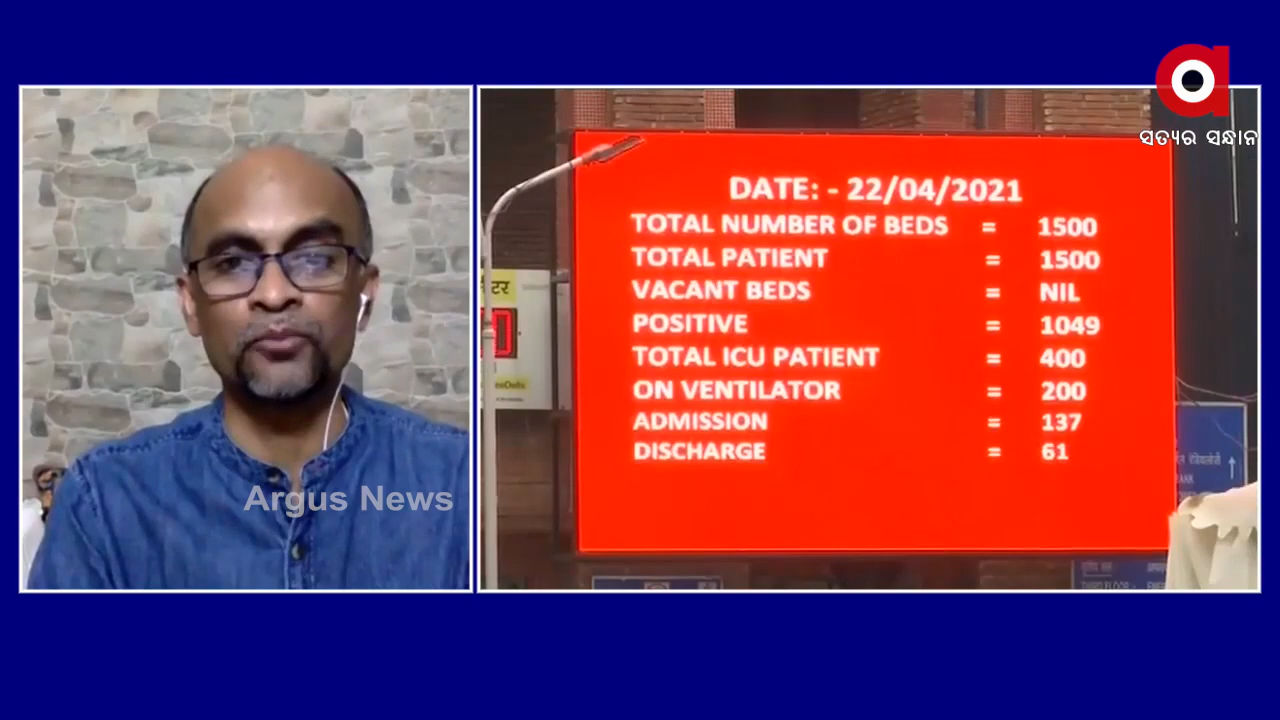 ସତ୍ୟର ସନ୍ଧାନ
Argus News
DATE: - 22/04/2021
TOTAL NUMBER OF BEDS = 1500
TOTAL PATIENT = 1500
VACANT BEDS = NIL
POSITIVE = 1049
TOTAL ICU PATIENT = 400
ON VENTILATOR = 200
ADMISSION = 137
DISCHARGE = 61